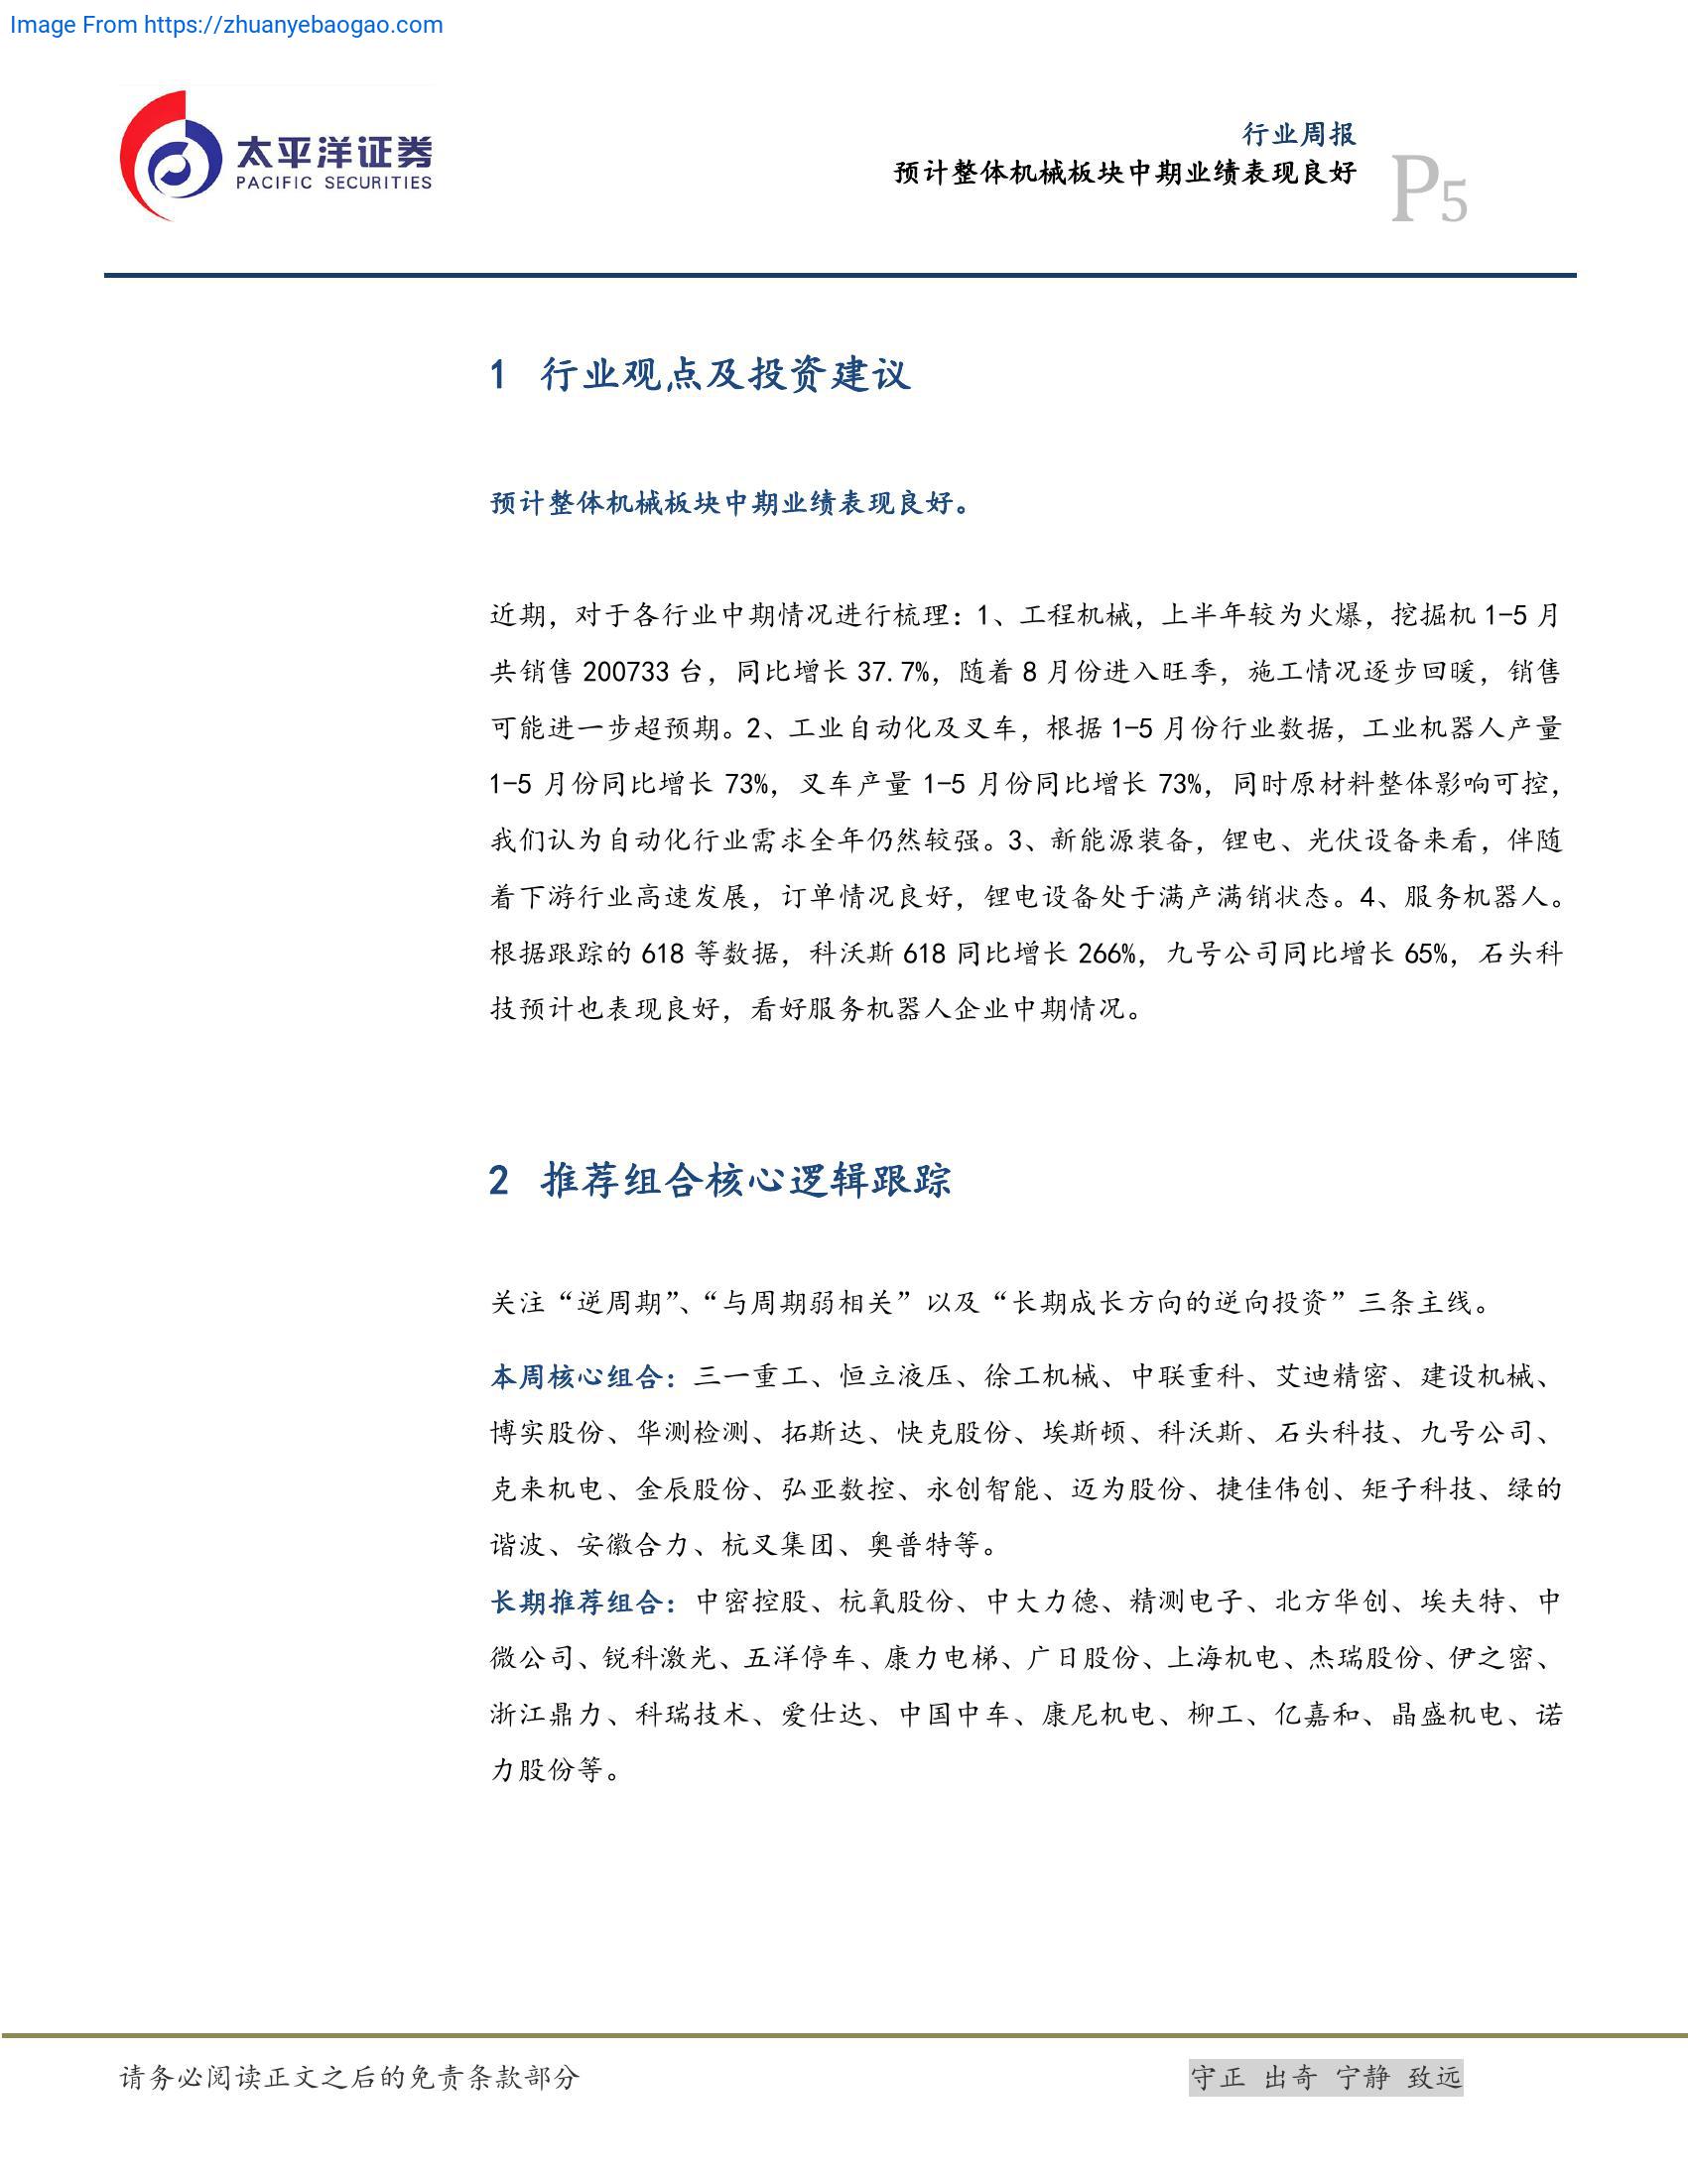 Image From https://zhuanyebaogao.com
太平洋证券
PACIFIC SECURITIES
行业周报
预计整体机械板块中期业绩表现良好
P5
1 行业观点及投资建议
预计整体机械板块中期业绩表现良好。
近期，对于各行业中期情况进行梳理：1、工程机械，上半年较为火爆，挖掘机 1-5 月
共销售 200733 台，同比增长 37.7%，随着 8 月份进入旺季，施工情况逐步回暖，销售
可能进一步超预期。2、工业自动化及叉车，根据 1-5 月份行业数据，工业机器人产量
1-5 月份同比增长 73%，叉车产量 1-5 月份同比增长 73%，同时原材料整体影响可控，
我们认为自动化行业需求全年仍然较强。3、新能源装备，锂电、光伏设备来看，伴随
着下游行业高速发展，订单情况良好，锂电设备处于满产满销状态。4、服务机器人。
根据跟踪的 618 等数据，科沃斯 618 同比增长 266%，九号公司同比增长 65%，石头科
技预计也表现良好，看好服务机器人企业中期情况。
2 推荐组合核心逻辑跟踪
关注“逆周期”、“与周期弱相关”以及“长期成长方向的逆向投资”三条主线。
本周核心组合：三一重工、恒立液压、徐工机械、中联重科、艾迪精密、建设机械、
博实股份、华测检测、拓斯达、快克股份、埃斯顿、科沃斯、石头科技、九号公司、
克来机电、金辰股份、弘亚数控、永创智能、迈为股份、捷佳伟创、矩子科技、绿的
谐波、安徽合力、杭叉集团、奥普特等。
长期推荐组合：中密控股、杭氧股份、中大力德、精测电子、北方华创、埃夫特、中
微公司、锐科激光、五洋停车、康力电梯、广日股份、上海机电、杰瑞股份、伊之密、
浙江鼎力、科瑞技术、爱仕达、中国中车、康尼机电、柳工、亿嘉和、晶盛机电、诺
力股份等。
请务必阅读正文之后的免责条款部分
守正 出奇 宁静 致远